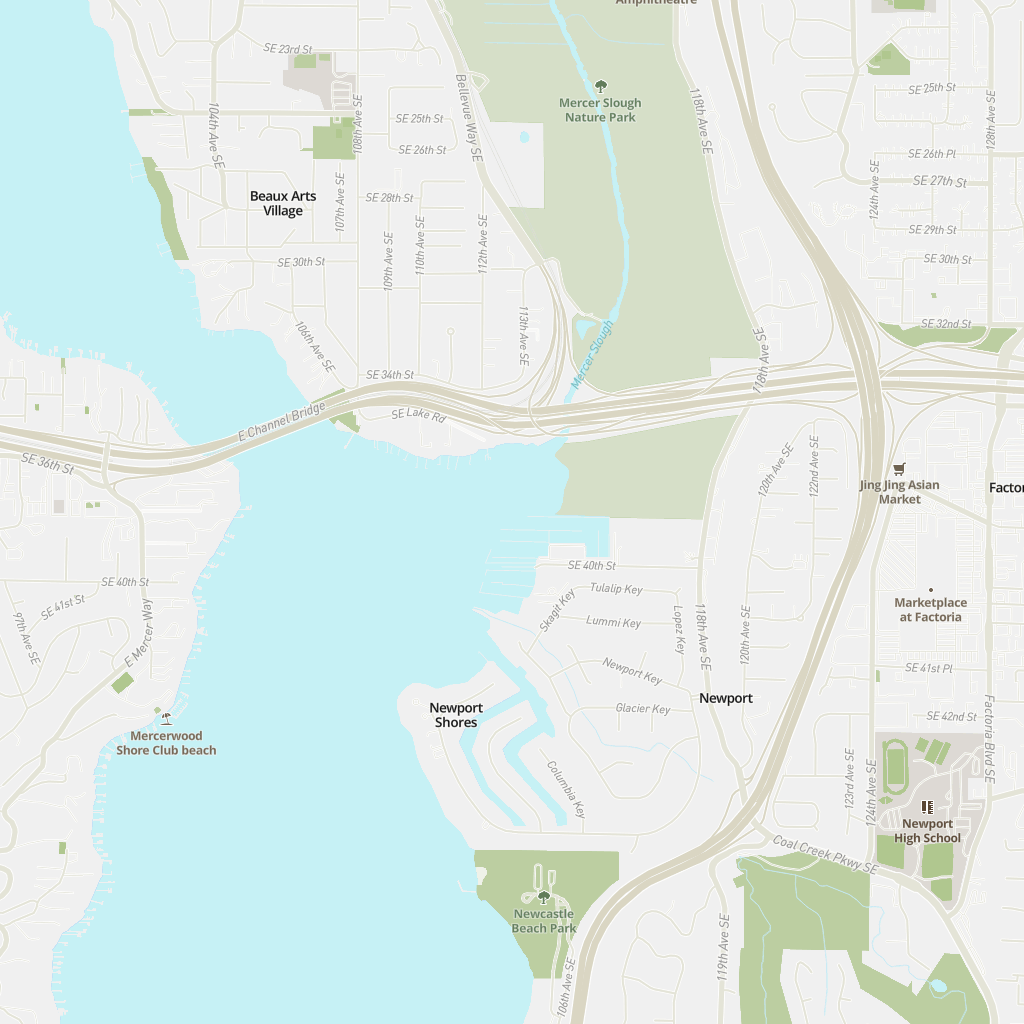 Amphitheatre
SE 23rd St
Bellevue Way SE
Mercer Slough
Nature Park
118th Ave SE
SE 25th St
128th Ave SE
104th Ave SE
108th Ave SE
SE 25th St
SE 26th St
SE 26th Pl
SE 27th St
124th Ave SE
Beaux Arts
Village
107th Ave SE
SE 28th St
109th Ave SE
110th Ave SE
112th Ave SE
SE 29th St
SE 30th St
SE 30th St
106th Ave SE
113th Ave SE
Mercer Slough
118th Ave SE
SE 32nd St
SE 34th St
E Channel Bridge
SE Lake Rd
SE 36th St
120th Ave SE
122nd Ave SE
Jing Jing Asian
Market
Factor
SE 40th St
SE 40th St
Tulalip Key
Skagit Key
Lummi Key
Lopez Key
118th Ave SE
120th Ave SE
Marketplace
at Factoria
SE 41st St
97th Ave SE
E Mercer Way
Newport Key
SE 41st Pl
Newport
Newport
Shores
Glacier Key
SE 42nd St
Factoria Blvd SE
Mercerwood
Shore Club beach
Columbia Key
123rd Ave SE
124th Ave SE
Newport
High School
Coal Creek Pkwy SE
Newcastle
Beach Park
106th Ave SE
119th Ave SE